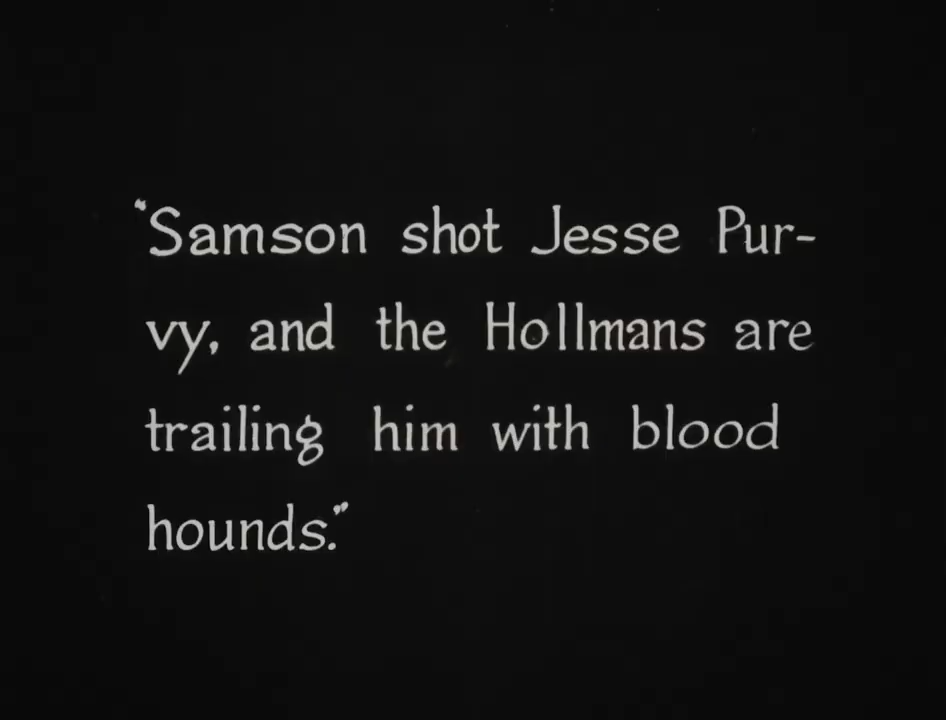 "Samson shot Jesse Pur-
vy, and the Hollmans are
trailing him with blood
hounds."